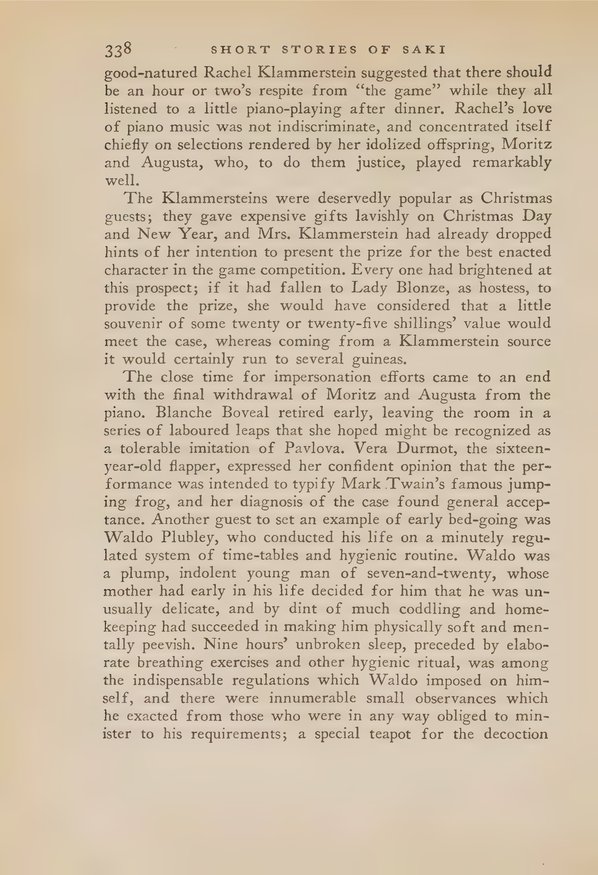 338 SHORT STORIES OF SAKI
good-natured Rachel Klammerstein suggested that there should
be an hour or two's respite from "the game" while they all
listened to a little piano-playing after dinner. Rachel's love
of piano music was not indiscriminate, and concentrated itself
chiefly on selections rendered by her idolized offspring, Moritz
and Augusta, who, to do them justice, played remarkably
well.
The Klammersteins were deservedly popular as Christmas
guests; they gave expensive gifts lavishly on Christmas Day
and New Year, and Mrs. Klammerstein had already dropped
hints of her intention to present the prize for the best enacted
character in the game competition. Every one had brightened at
this prospect; if it had fallen to Lady Blonze, as hostess, to
provide the prize, she would have considered that a little
souvenir of some twenty or twenty-five shillings' value would
meet the case, whereas coming from a Klammerstein source
it would certainly run to several guineas.
The close time for impersonation efforts came to an end
with the final withdrawal of Moritz and Augusta from the
piano. Blanche Boveal retired early, leaving the room in a
series of laboured leaps that she hoped might be recognized as
a tolerable imitation of Pavlova. Vera Durmot, the sixteen-
year-old flapper, expressed her confident opinion that the per-
formance was intended to typify Mark Twain's famous jump-
ing frog, and her diagnosis of the case found general accep-
tance. Another guest to set an example of early bed-going was
Waldo Plubley, who conducted his life on a minutely regu-
lated system of time-tables and hygienic routine. Waldo was
a plump, indolent young man of seven-and-twenty, whose
mother had early in his life decided for him that he was un-
usually delicate, and by dint of much coddling and home-
keeping had succeeded in making him physically soft and men-
tally peevish. Nine hours' unbroken sleep, preceded by elabo-
rate breathing exercises and other hygienic ritual, was among
the indispensable regulations which Waldo imposed on him-
self, and there were innumerable small observances which
he exacted from those who were in any way obliged to min-
ister to his requirements; a special teapot for the decoction